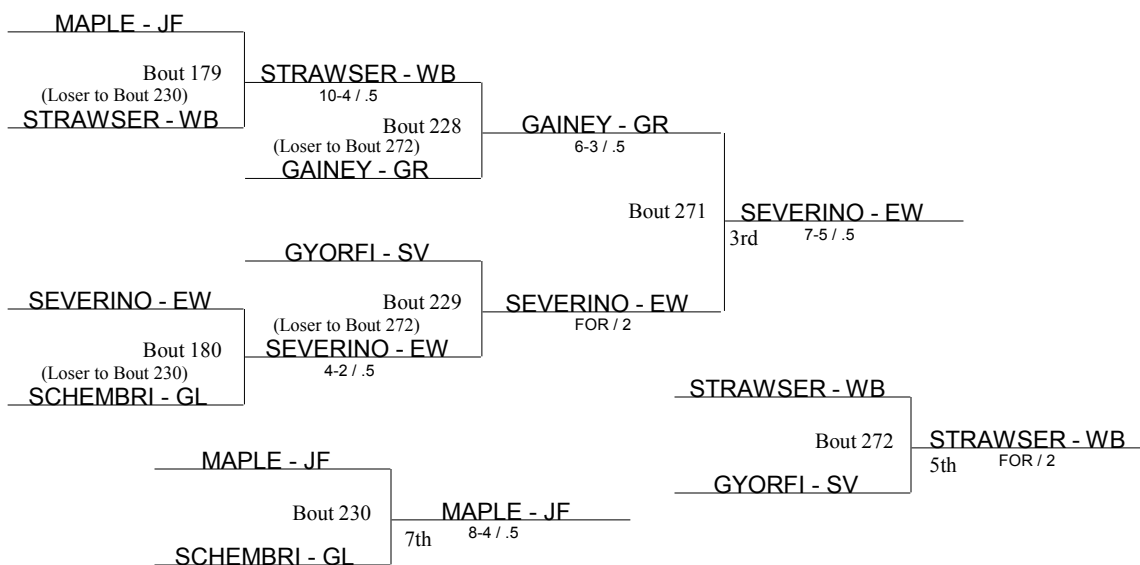 MAPLE - JF
Bout 179
(Loser to Bout 230)
STRAWSER - WB
STRAWSER - WB
10-4 / .5
Bout 228
(Loser to Bout 272)
GAINEY - GR
GAINEY - GR
6-3 / .5
Bout 271
SEVERINO - EW
3rd
7-5 / .5
GYORFI - SV
SEVERINO - EW
Bout 229
(Loser to Bout 272)
SEVERINO - EW
FOR / 2
Bout 180
(Loser to Bout 230)
SEVERINO - EW
4-2 / .5
SCHEMBRI - GL
STRAWSER - WB
Bout 272
STRAWSER - WB
5th
FOR / 2
GYORFI - SV
MAPLE - JF
Bout 230
MAPLE - JF
7th
8-4 / .5
SCHEMBRI - GL